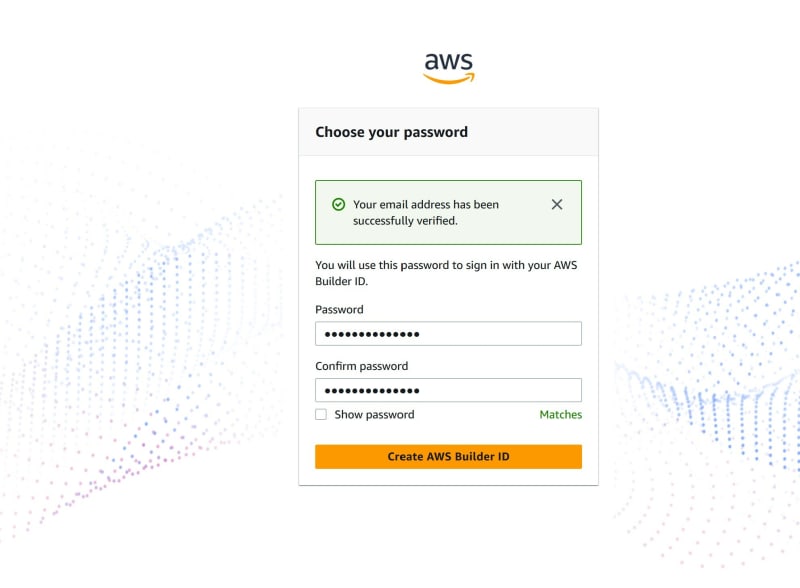 aws
Choose your password
Your email address has been
successfully verified.
You will use this password to sign in with your AWS
Builder ID.
Password
••••••••••••••
Confirm password
••••••••••••••
Show password
Matches
Create AWS Builder ID